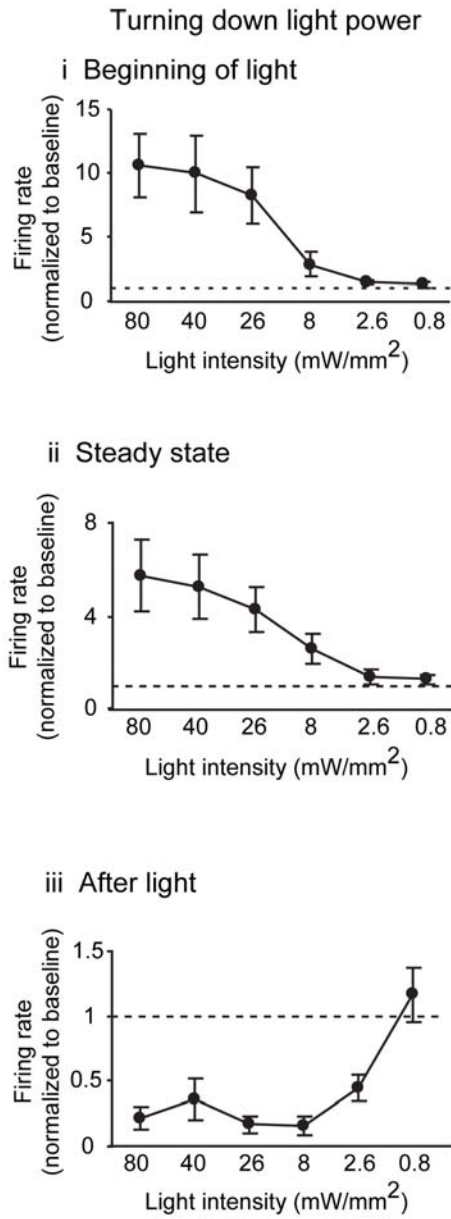 Turning down light power
i Beginning of light
15
10
5
0
Firing rate
(normalized to baseline)
80 40 26 8 2.6 0.8
Light intensity (mW/mm²)
ii Steady state
8
4
0
Firing rate
(normalized to baseline)
80 40 26 8 2.6 0.8
Light intensity (mW/mm²)
iii After light
1.5
1
0.5
0
Firing rate
(normalized to baseline)
80 40 26 8 2.6 0.8
Light intensity (mW/mm²)